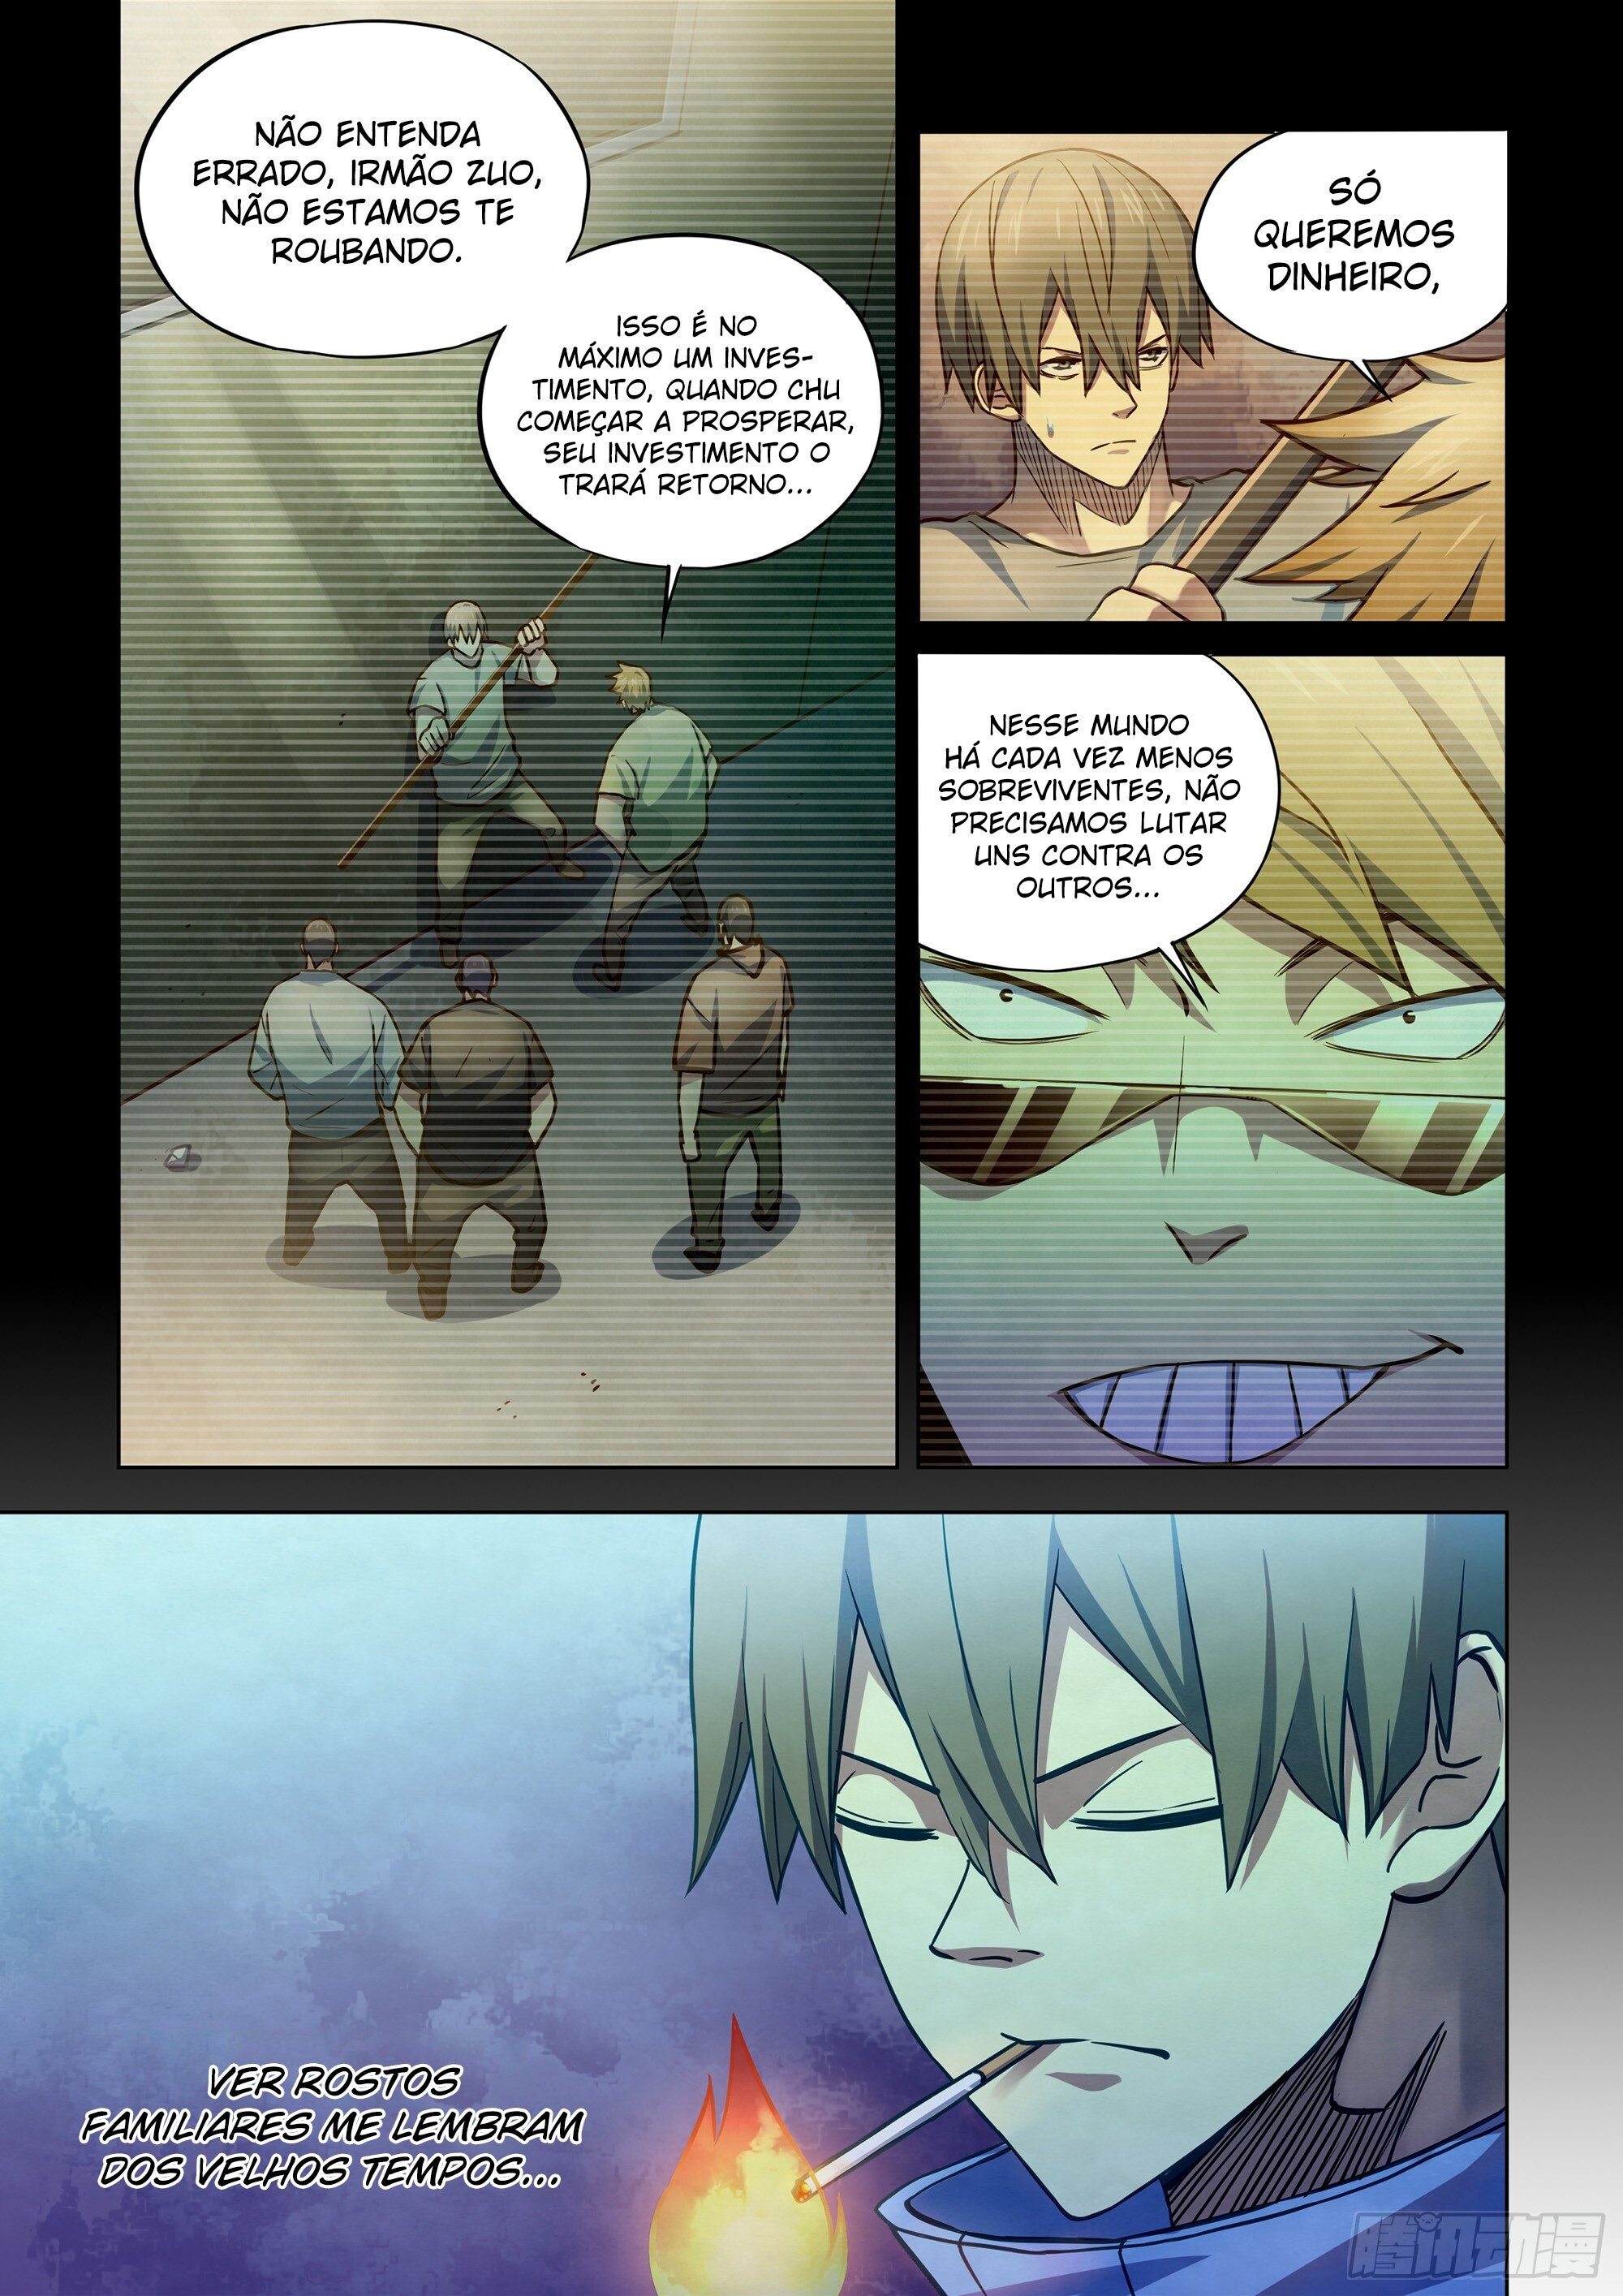 NÃO ENTENDA
ERRADO, IRMÃO ZUO,
NÃO ESTAMOS TE
ROUBANDO.
ISSO É NO
MÁXIMO UM INVES-
TIMENTO, QUANDO CHU
COMEÇAR A PROSPERAR,
SEU INVESTIMENTO O
TRARÁ RETORNO...
SÓ
QUEREMOS
DINHEIRO,
NESSE MUNDO
HÁ CADA VEZ MENOS
SOBREVIVENTES, NÃO
PRECISAMOS LUTAR
UNS CONTRA OS
OUTROS...
VER ROSTOS
FAMILIARES ME LEMBRAM
DOS VELHOS TEMPOS...
腾讯动漫